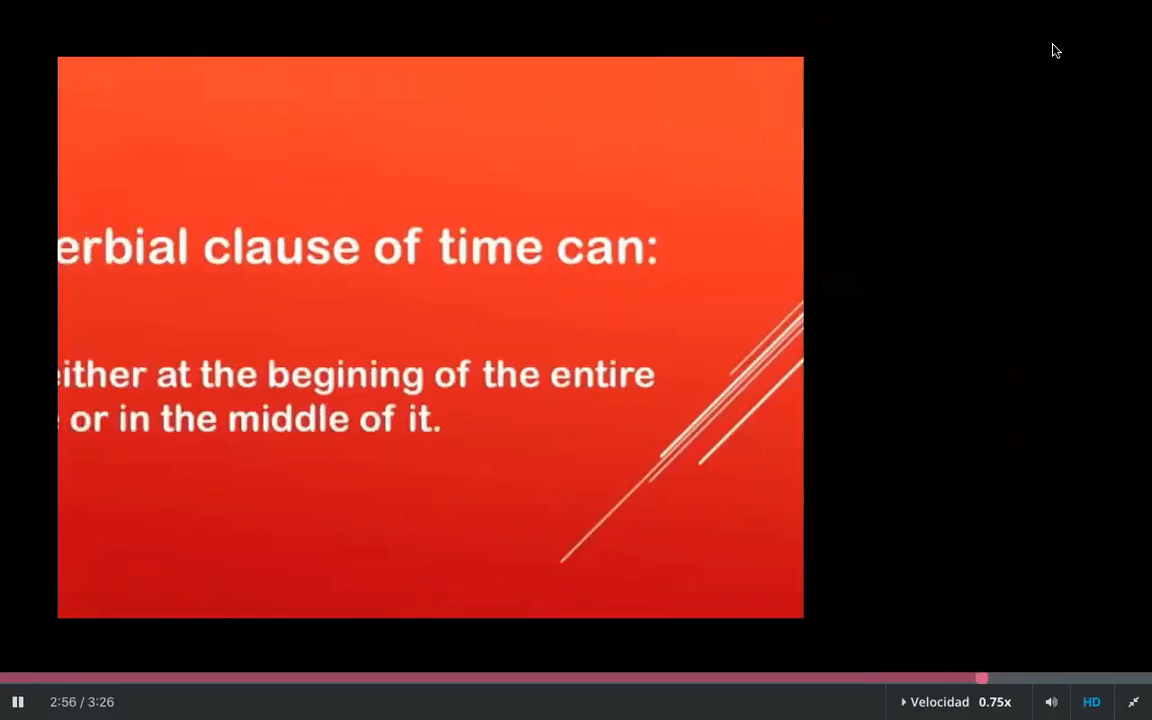 erbial clause of time can:
either at the begining of the entire
or in the middle of it.
2:56 / 3:26
Velocidad 0.75x
HD